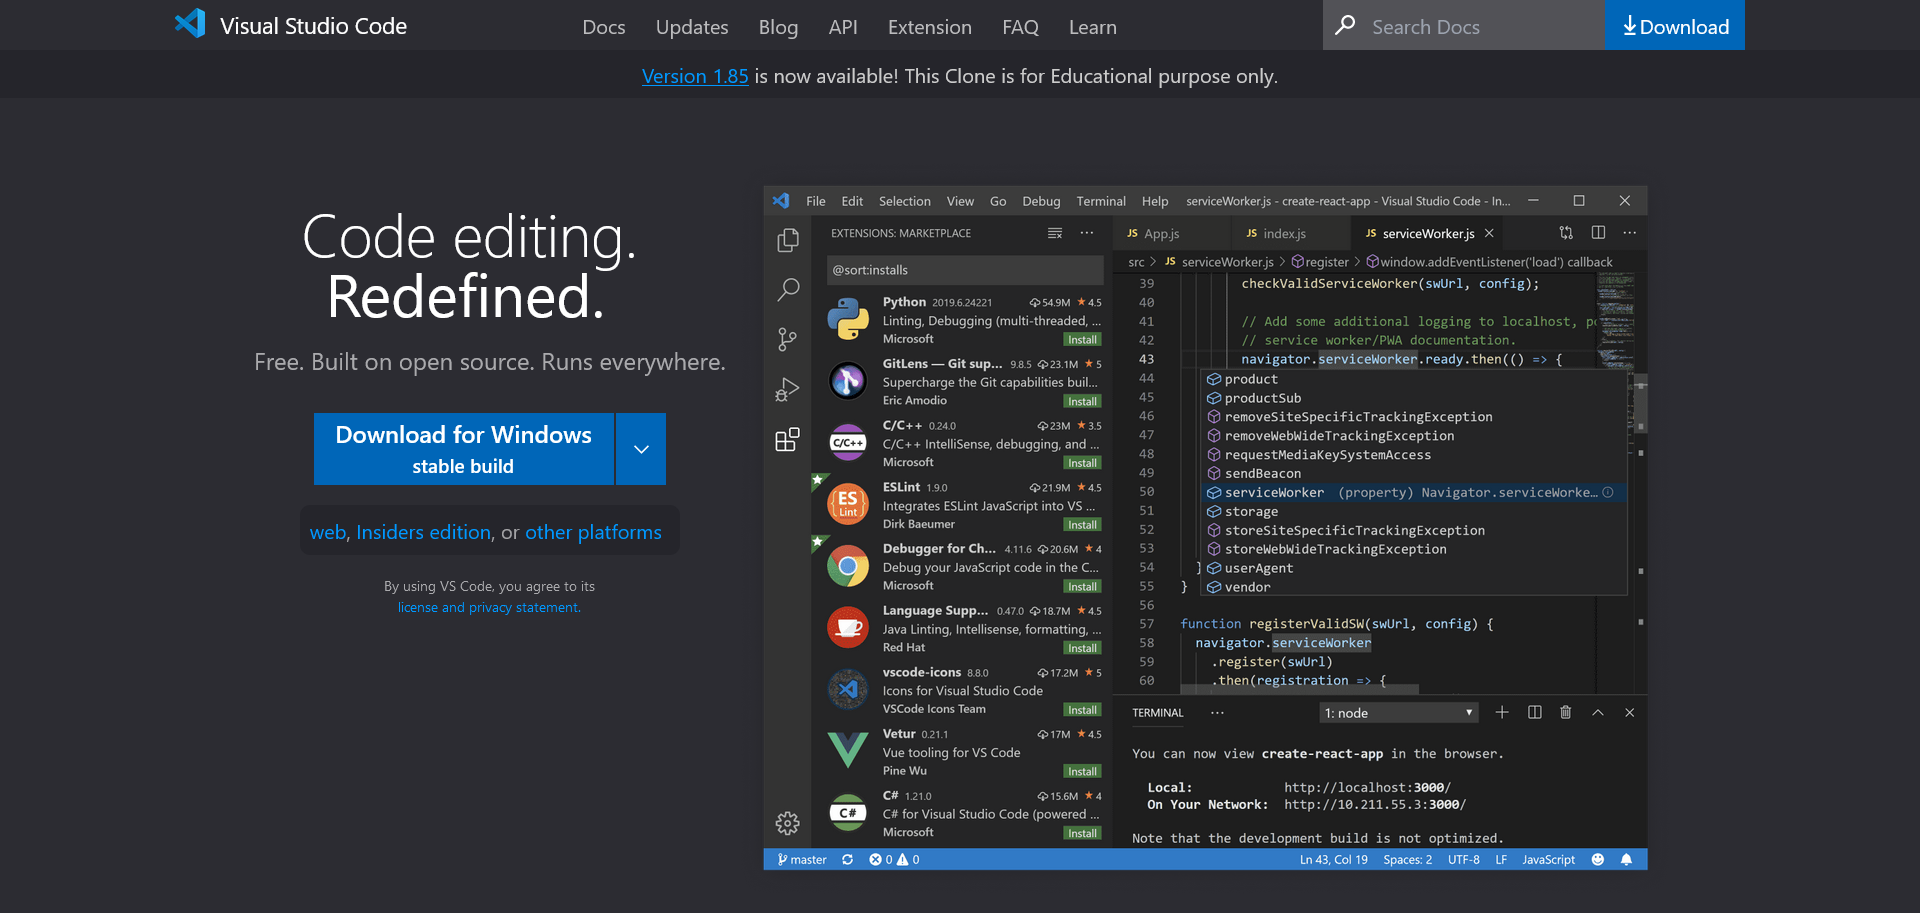 Visual Studio Code
Docs Updates Blog API Extension FAQ Learn
Search Docs
Download
Version 1.85 is now available! This Clone is for Educational purpose only.
Code editing.
Redefined.
Free. Built on open source. Runs everywhere.
Download for Windows
stable build
web, Insiders edition, or other platforms
By using VS Code, you agree to its
license and privacy statement.
File Edit Selection View Go Debug Terminal Help serviceWorker.js - create-react-app - Visual Studio Code - In...
EXTENSIONS: MARKETPLACE
@sort:installs
Python 2019.6.24221 54.9M 4.5
Linting, Debugging (multi-threaded, ...
Microsoft Install
GitLens — Git sup... 9.8.5 23.1M 5
Supercharge the Git capabilities buil...
Eric Amodio Install
C/C++
C/C++ 0.24.0 23M 3.5
C/C++ IntelliSense, debugging, and ...
Microsoft Install
ES
Lint
ESLint 1.9.0 21.9M 4.5
Integrates ESLint JavaScript into VS ...
Dirk Baeumer Install
Debugger for Ch... 4.11.6 20.6M 4
Debug your JavaScript code in the C...
Microsoft Install
Language Supp... 0.47.0 18.7M 4.5
Java Linting, Intellisense, formatting, ...
Red Hat Install
vscode-icons 8.8.0 17.2M 5
Icons for Visual Studio Code
VSCode Icons Team Install
Vetur 0.21.1 17M 4.5
Vue tooling for VS Code
Pine Wu Install
C#
C# 1.21.0 15.6M 4
C# for Visual Studio Code (powered ...
Microsoft Install
JS App.js JS index.js JS serviceWorker.js
src > JS serviceWorker.js > register > window.addEventListener('load') callback
39 checkValidServiceWorker(swUrl, config);
40
41 // Add some additional logging to localhost, p
42 // service worker/PWA documentation.
43 navigator.serviceWorker.ready.then(() => {
44 product
45 productSub
46 removeSiteSpecificTrackingException
47 removeWebWideTrackingException
48 requestMediaKeySystemAccess
49 sendBeacon
50 serviceWorker (property) Navigator.serviceWorke...
51 storage
52 storeSiteSpecificTrackingException
53 storeWebWideTrackingException
54 } userAgent
55 } vendor
56
57 function registerValidSW(swUrl, config) {
58 navigator.serviceWorker
59 .register(swUrl)
60 .then(registration => {
TERMINAL ... 1: node
You can now view create-react-app in the browser.
Local: http://localhost:3000/
On Your Network: http://10.211.55.3:3000/
Note that the development build is not optimized.
master 0 0 Ln 43, Col 19 Spaces: 2 UTF-8 LF JavaScript